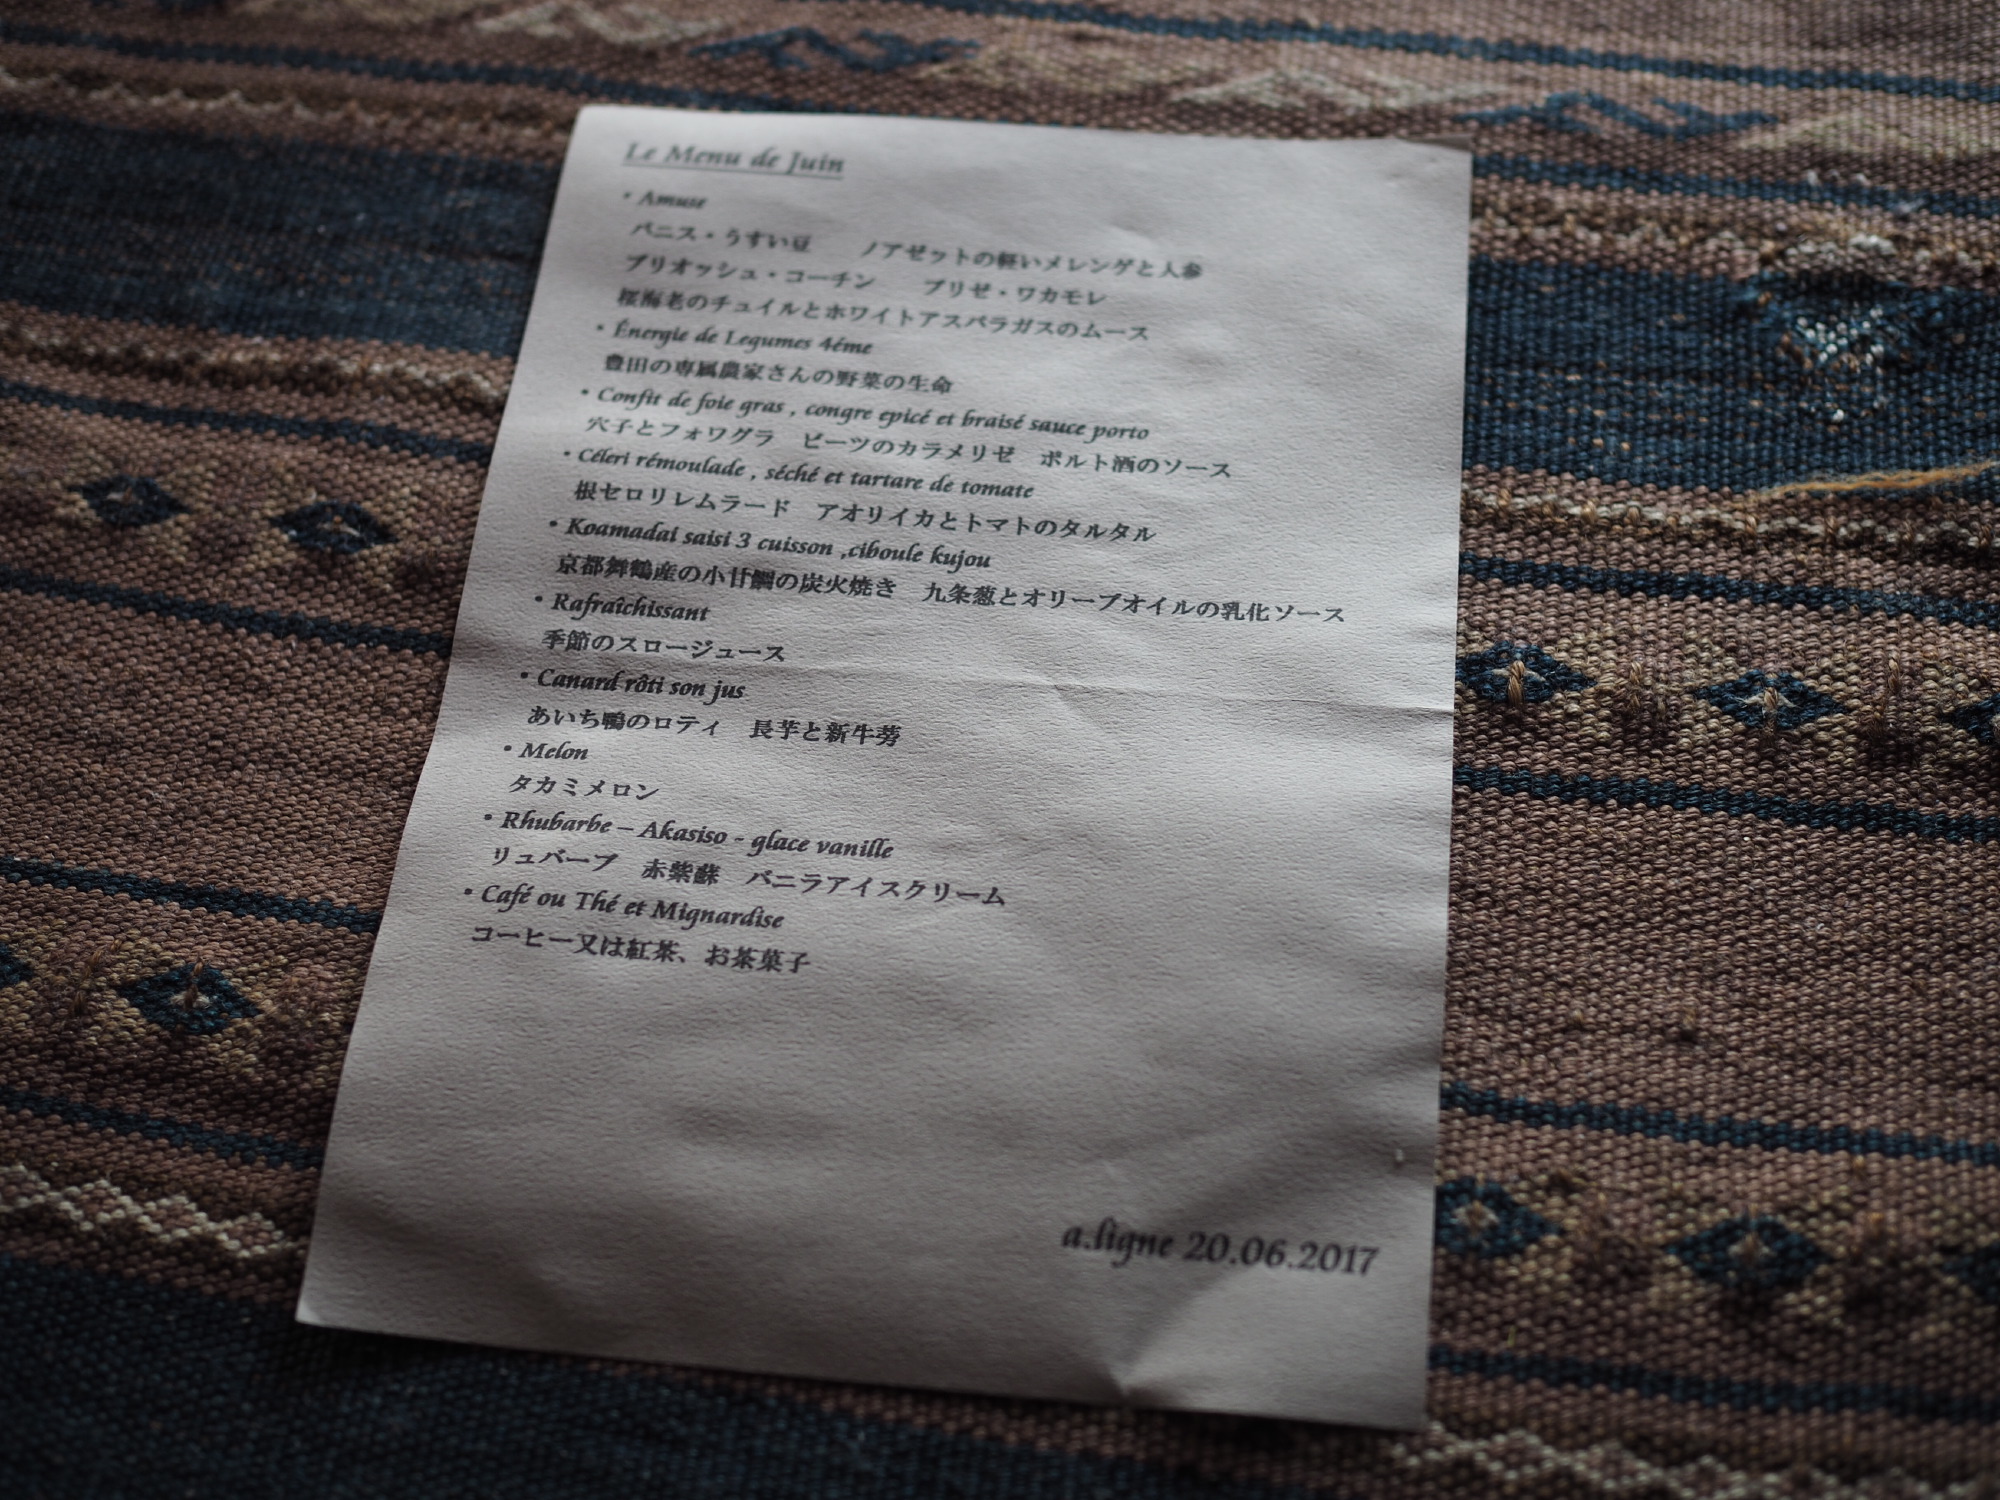 Le Menu de Juin
・Amuse
パニス・うすい豆　　ノアゼットの軽いメレンゲと人参
ブリオッシュ・コーチン　　ブリゼ・ワカモレ
桜海老のチュイルとホワイトアスパラガスのムース
・Énergie de Legumes 4éme
豊田の専属農家さんの野菜の生命
・Confit de foie gras , congre epicé et braisé sauce porto
穴子とフォワグラ　ビーツのカラメリゼ　ポルト酒のソース
・Céleri rémoulade , séché et tartare de tomate
根セロリレムラード　アオリイカとトマトのタルタル
・Koamadai saisi 3 cuisson ,ciboule kujou
京都舞鶴産の小甘鯛の炭火焼き　九条葱とオリーブオイルの乳化ソース
・Rafraîchissant
季節のスロージュース
・Canard rôti son jus
あいち鴨のロティ　長芋と新牛蒡
・Melon
タカミメロン
・Rhubarbe – Akasiso - glace vanille
リュバーブ　赤紫蘇　バニラアイスクリーム
・Café ou Thé et Mignardise
コーヒー又は紅茶、お茶菓子
a.ligne 20.06.2017